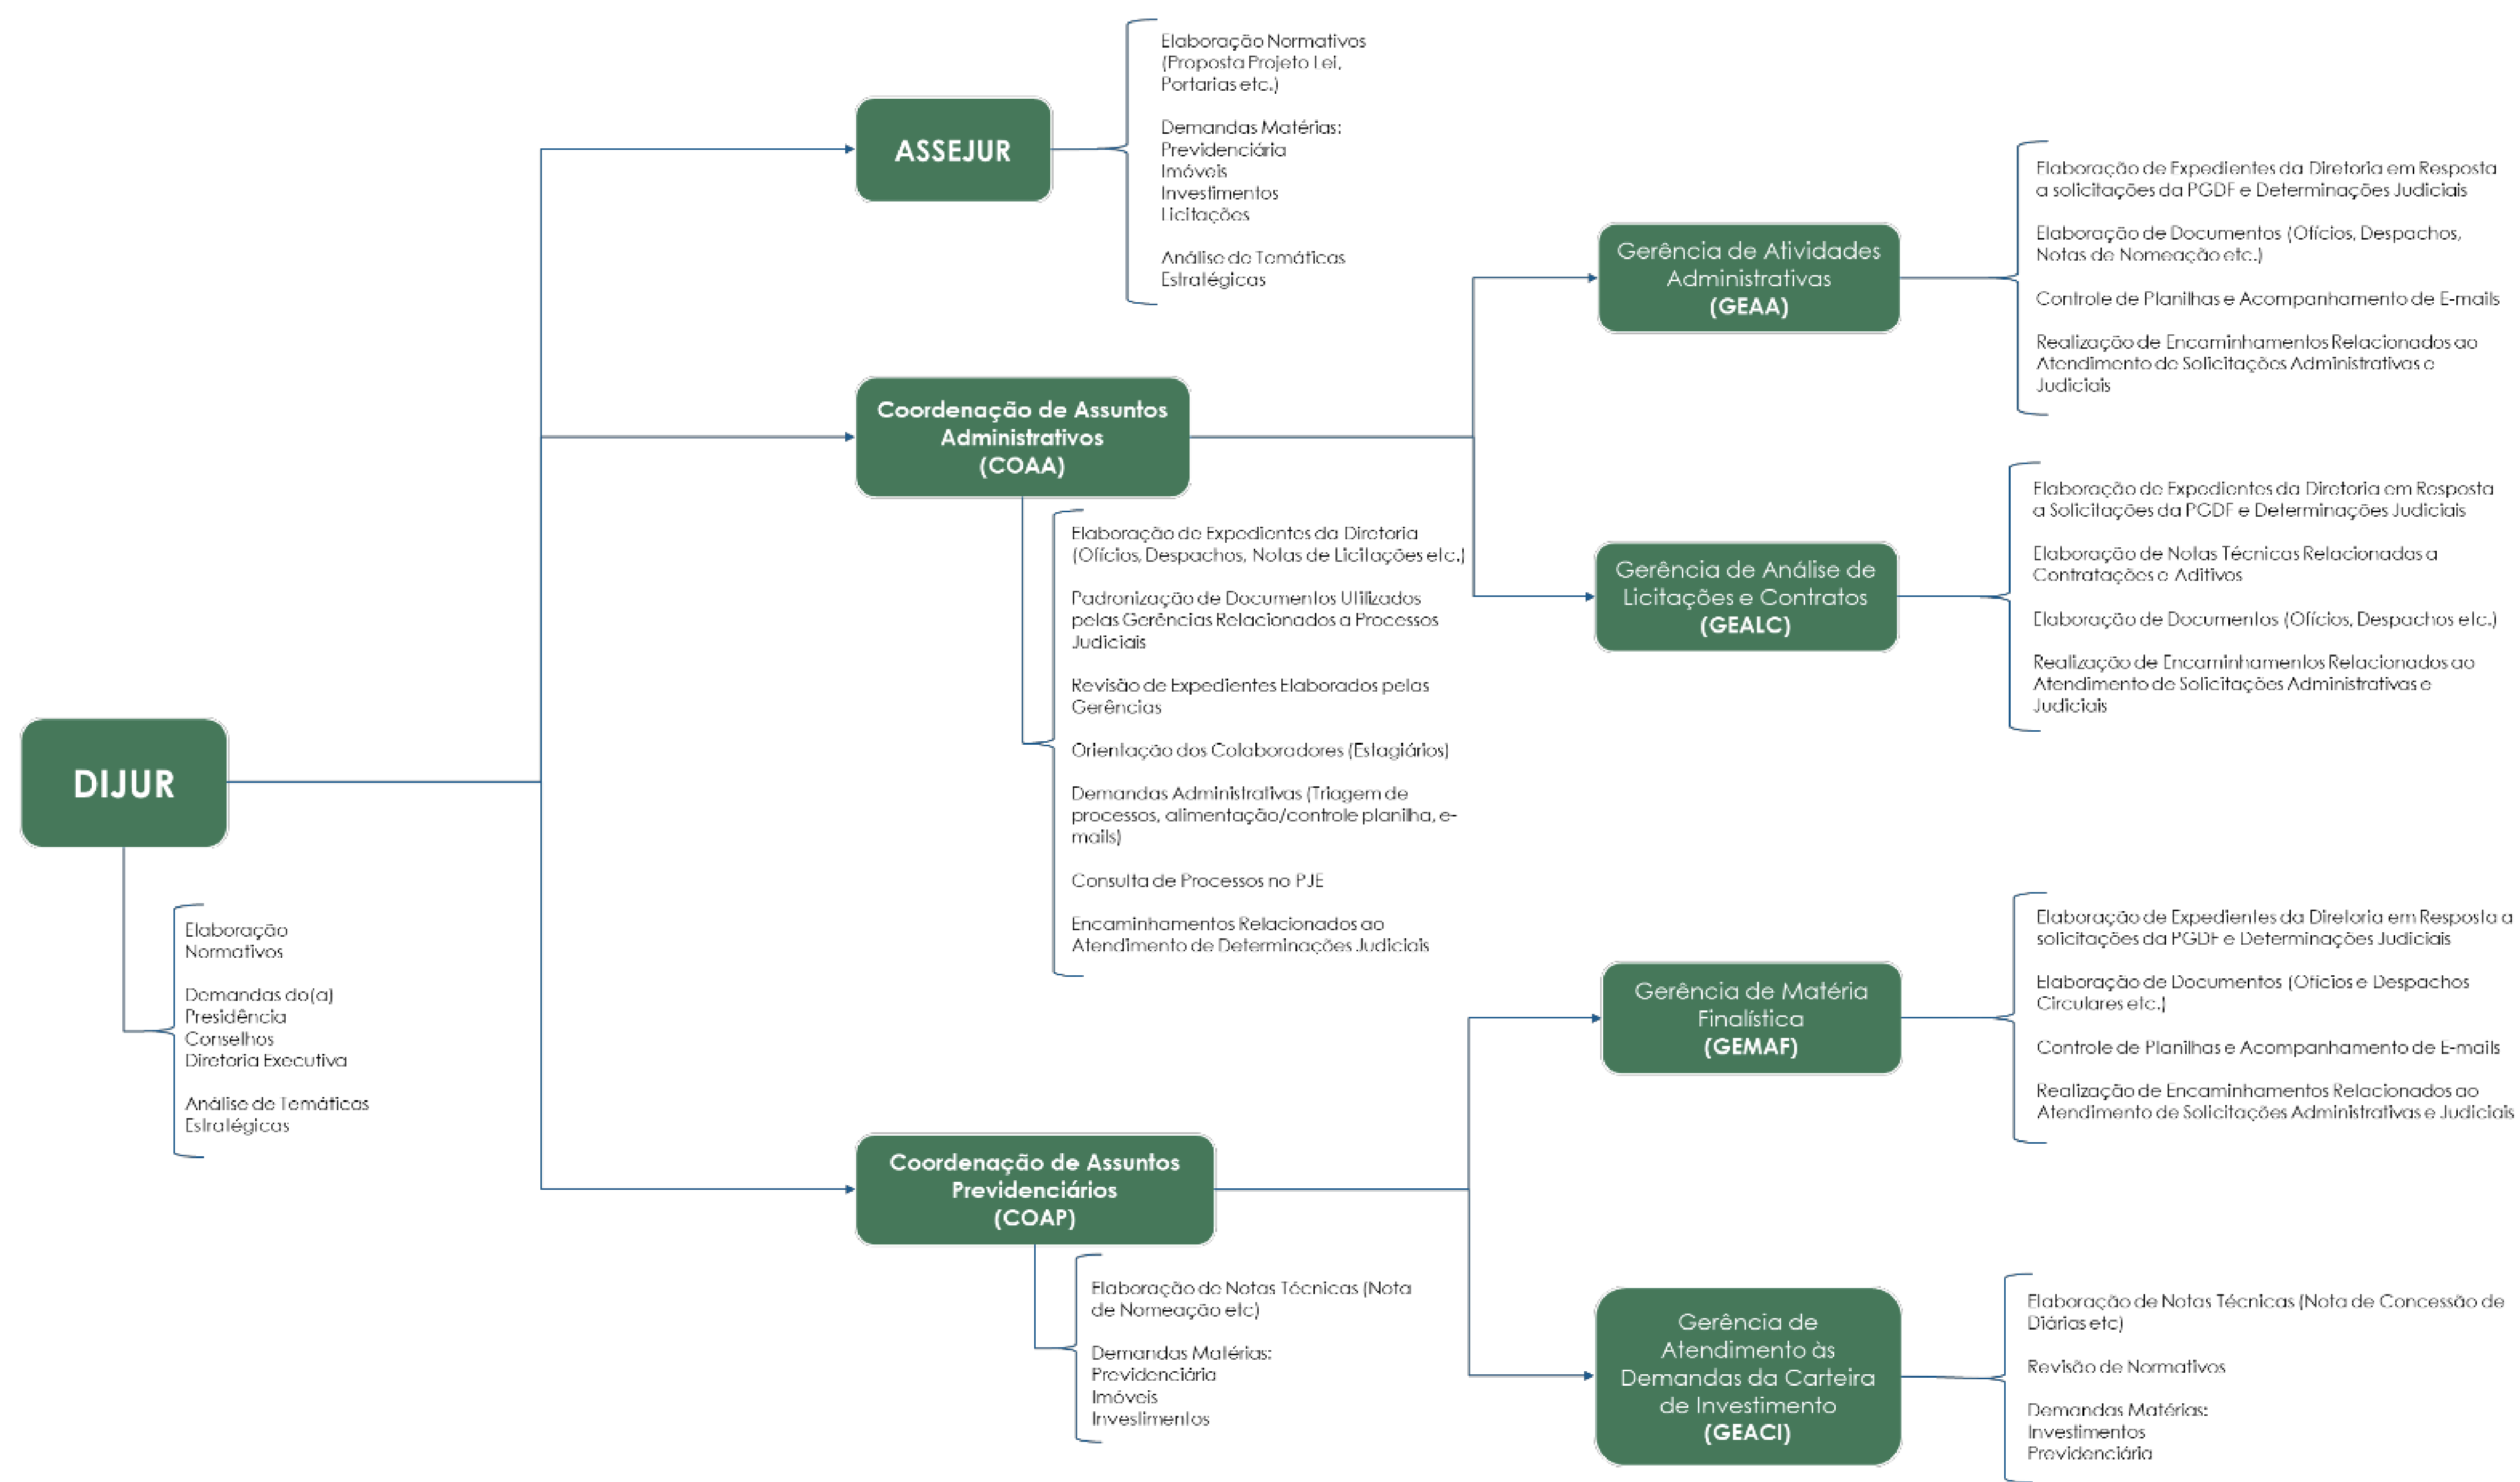 DIJUR
Elaboração
Normativos
Demandas do(a)
Presidência
Conselhos
Diretoria Executiva
Análise de Temáticas
Estratégicas
ASSEJUR
Elaboração Normativos
(Proposta Projeto Lei,
Portarias etc.)
Demandas Matérias:
Previdenciária
Imóveis
Investimentos
Licitações
Análise de Temáticas
Estratégicas
Coordenação de Assuntos
Administrativos
(COAA)
Elaboração de Expedientes da Diretoria
(Ofícios, Despachos, Notas de Licitações etc.)
Padronização de Documentos Utilizados
pelas Gerências Relacionados a Processos
Judiciais
Revisão de Expedientes Elaborados pelas
Gerências
Orientação dos Colaboradores (Estagiários)
Demandas Administrativas (Triagem de
processos, alimentação/controle planilha, e-
mails)
Consulta de Processos no PJE
Encaminhamentos Relacionados ao
Atendimento de Determinações Judiciais
Gerência de Atividades
Administrativas
(GEAA)
Elaboração de Expedientes da Diretoria em Resposta
a solicitações da PGDF e Determinações Judiciais
Elaboração de Documentos (Ofícios, Despachos,
Notas de Nomeação etc.)
Controle de Planilhas e Acompanhamento de E-mails
Realização de Encaminhamentos Relacionados ao
Atendimento de Solicitações Administrativas e
Judiciais
Gerência de Análise de
Licitações e Contratos
(GEALC)
Elaboração de Expedientes da Diretoria em Resposta
a Solicitações da PGDF e Determinações Judiciais
Elaboração de Notas Técnicas Relacionadas a
Contratações e Aditivos
Elaboração de Documentos (Ofícios, Despachos etc.)
Realização de Encaminhamentos Relacionados ao
Atendimento de Solicitações Administrativas e
Judiciais
Coordenação de Assuntos
Previdenciários
(COAP)
Elaboração de Notas Técnicas (Nota
de Nomeação etc)
Demandas Matérias:
Previdenciária
Imóveis
Investimentos
Gerência de Matéria
Finalística
(GEMAF)
Elaboração de Expedientes da Diretoria em Resposta a
solicitações da PGDF e Determinações Judiciais
Elaboração de Documentos (Ofícios e Despachos
Circulares etc.)
Controle de Planilhas e Acompanhamento de E-mails
Realização de Encaminhamentos Relacionados ao
Atendimento de Solicitações Administrativas e Judiciais
Gerência de
Atendimento às
Demandas da Carteira
de Investimento
(GEACI)
Elaboração de Notas Técnicas (Nota de Concessão de
Diárias etc)
Revisão de Normativos
Demandas Matérias:
Investimentos
Previdenciária